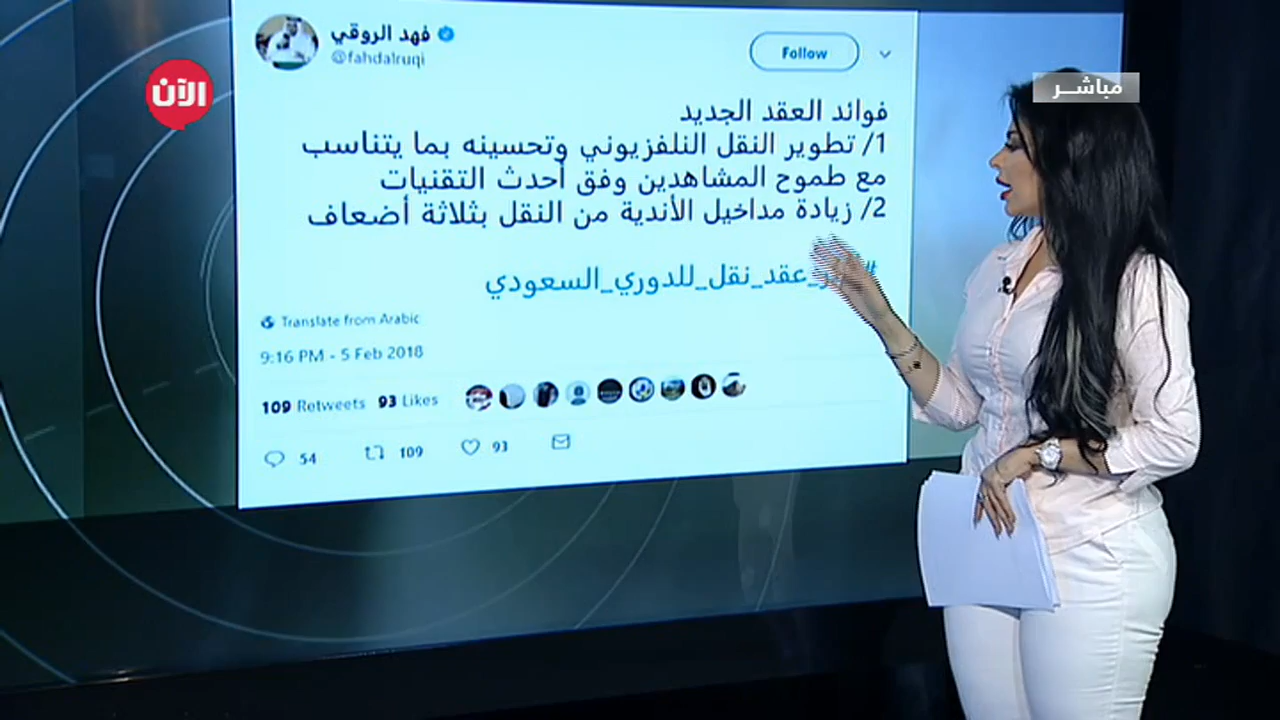 الآن
مباشر
فهد الروقي
@fahdalruqi
Follow
فوائد العقد الجديد
1/ تطوير النقل التلفزيوني وتحسينه بما يتناسب
مع طموح المشاهدين وفق أحدث التقنيات
2/ زيادة مداخيل الأندية من النقل بثلاثة أضعاف
عقد_نقل_للدوري_السعودي
Translate from Arabic
9:16 PM - 5 Feb 2018
109 Retweets 93 Likes
54 109 93